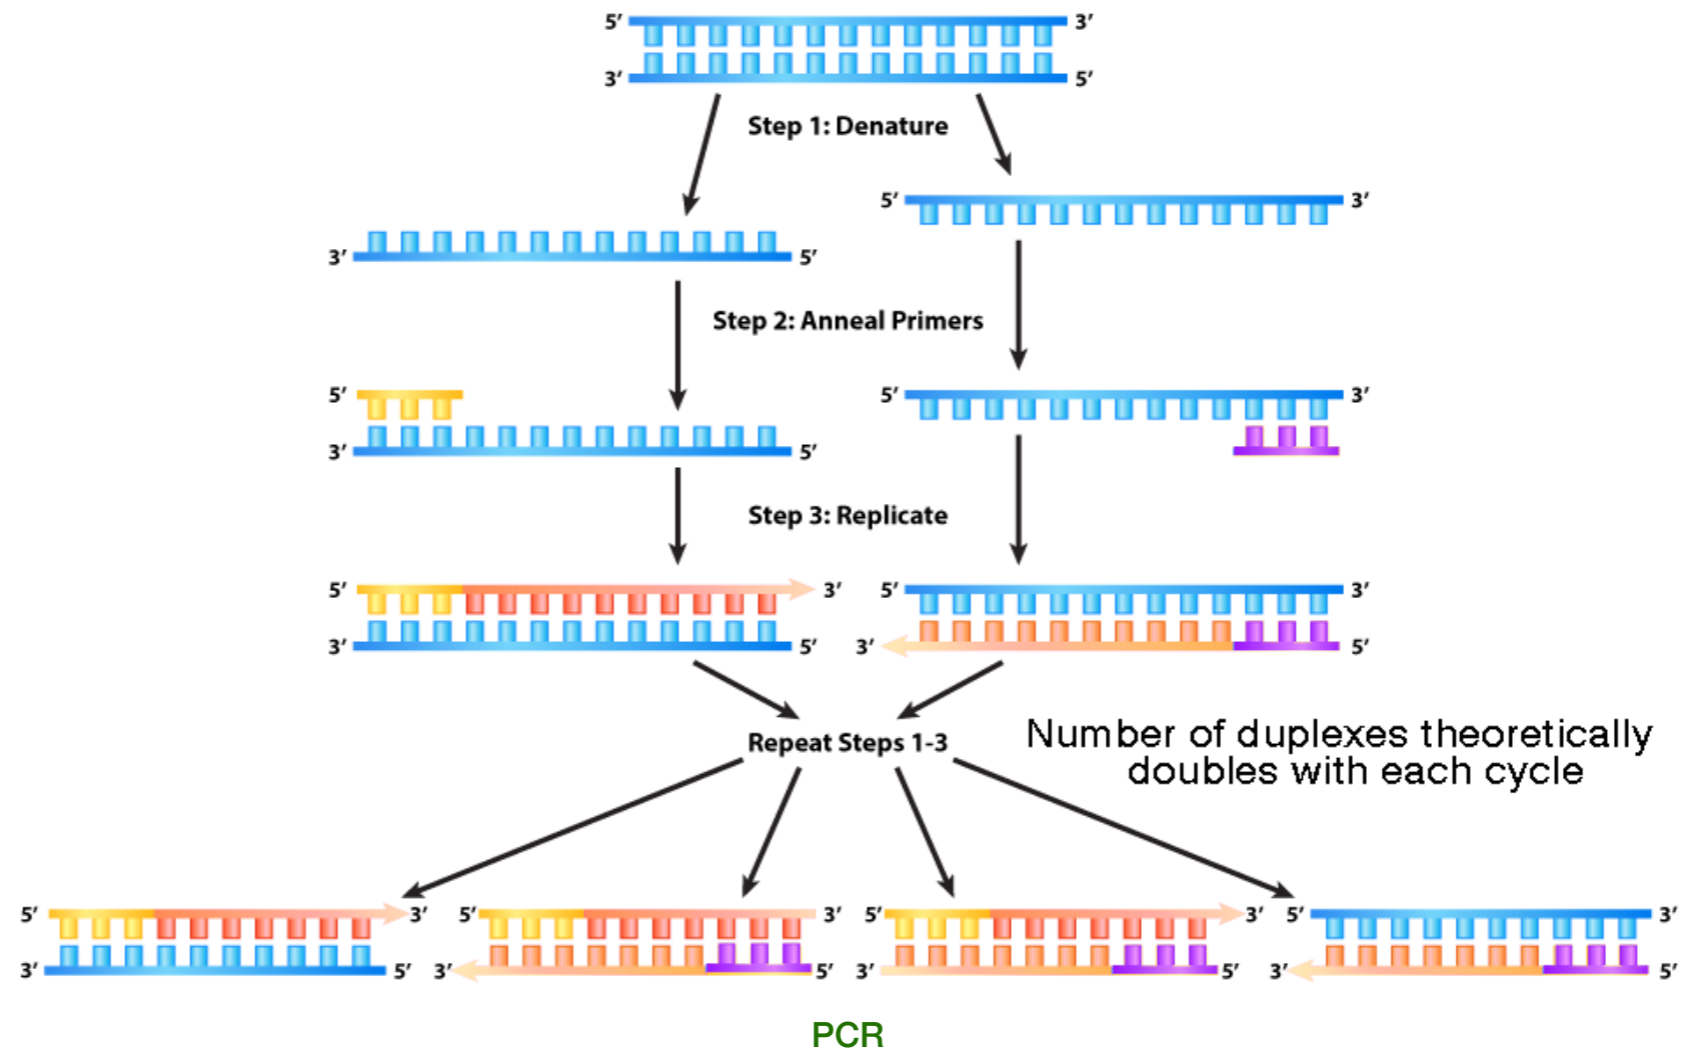 5′ 3′
3′ 5′
Step 1: Denature
5′ 3′
3′ 5′
Step 2: Anneal Primers
5′ 5′ 3′
3′ 5′
Step 3: Replicate
5′ 3′ 5′ 3′
3′ 5′ 3′ 5′
Repeat Steps 1-3
Number of duplexes theoretically
doubles with each cycle
5′ 3′ 5′ 3′ 5′ 3′ 5′ 3′
3′ 5′ 3′ 5′ 3′ 5′ 3′ 5′
PCR